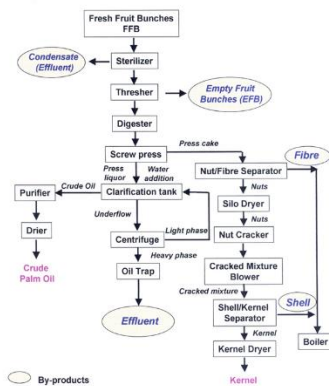 Fresh Fruit Bunches
FFB
Condensate
(Effluent)
Sterilizer
Thresher
Empty Fruit
Bunches (EFB)
Digester
Press cake
Screw press
Fibre
Press
liquor
Water
addition
Nut/Fibre Separator
Crude Oil
Purifier
Clarification tank
Nuts
Silo Dryer
Underflow
Nuts
Drier
Light phase
Nut Cracker
Centrifuge
Heavy phase
Crude
Palm Oil
Oil Trap
Cracked Mixture
Blower
Cracked mixture
Shell
Effluent
Shell/Kernel
Separator
Kernel
Boiler
Kernel Dryer
By-products
Kernel